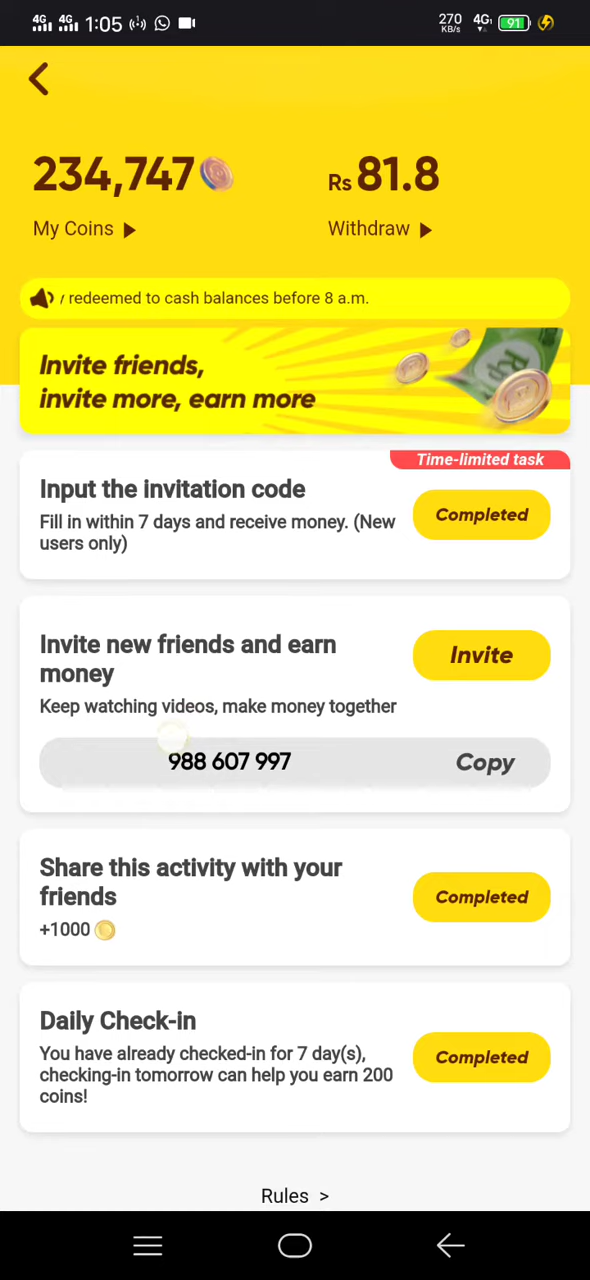 4G 4G 1:05 270 KB/s 4G 91
234,747 Rs 81.8
My Coins Withdraw
redeemed to cash balances before 8 a.m.
Invite friends,
invite more, earn more
Rp
Time-limited task
Input the invitation code
Fill in within 7 days and receive money. (New
users only)
Completed
Invite new friends and earn
money
Invite
Keep watching videos, make money together
988 607 997 Copy
Share this activity with your
friends
+1000
Completed
Daily Check-in
You have already checked-in for 7 day(s),
checking-in tomorrow can help you earn 200
coins!
Completed
Rules >